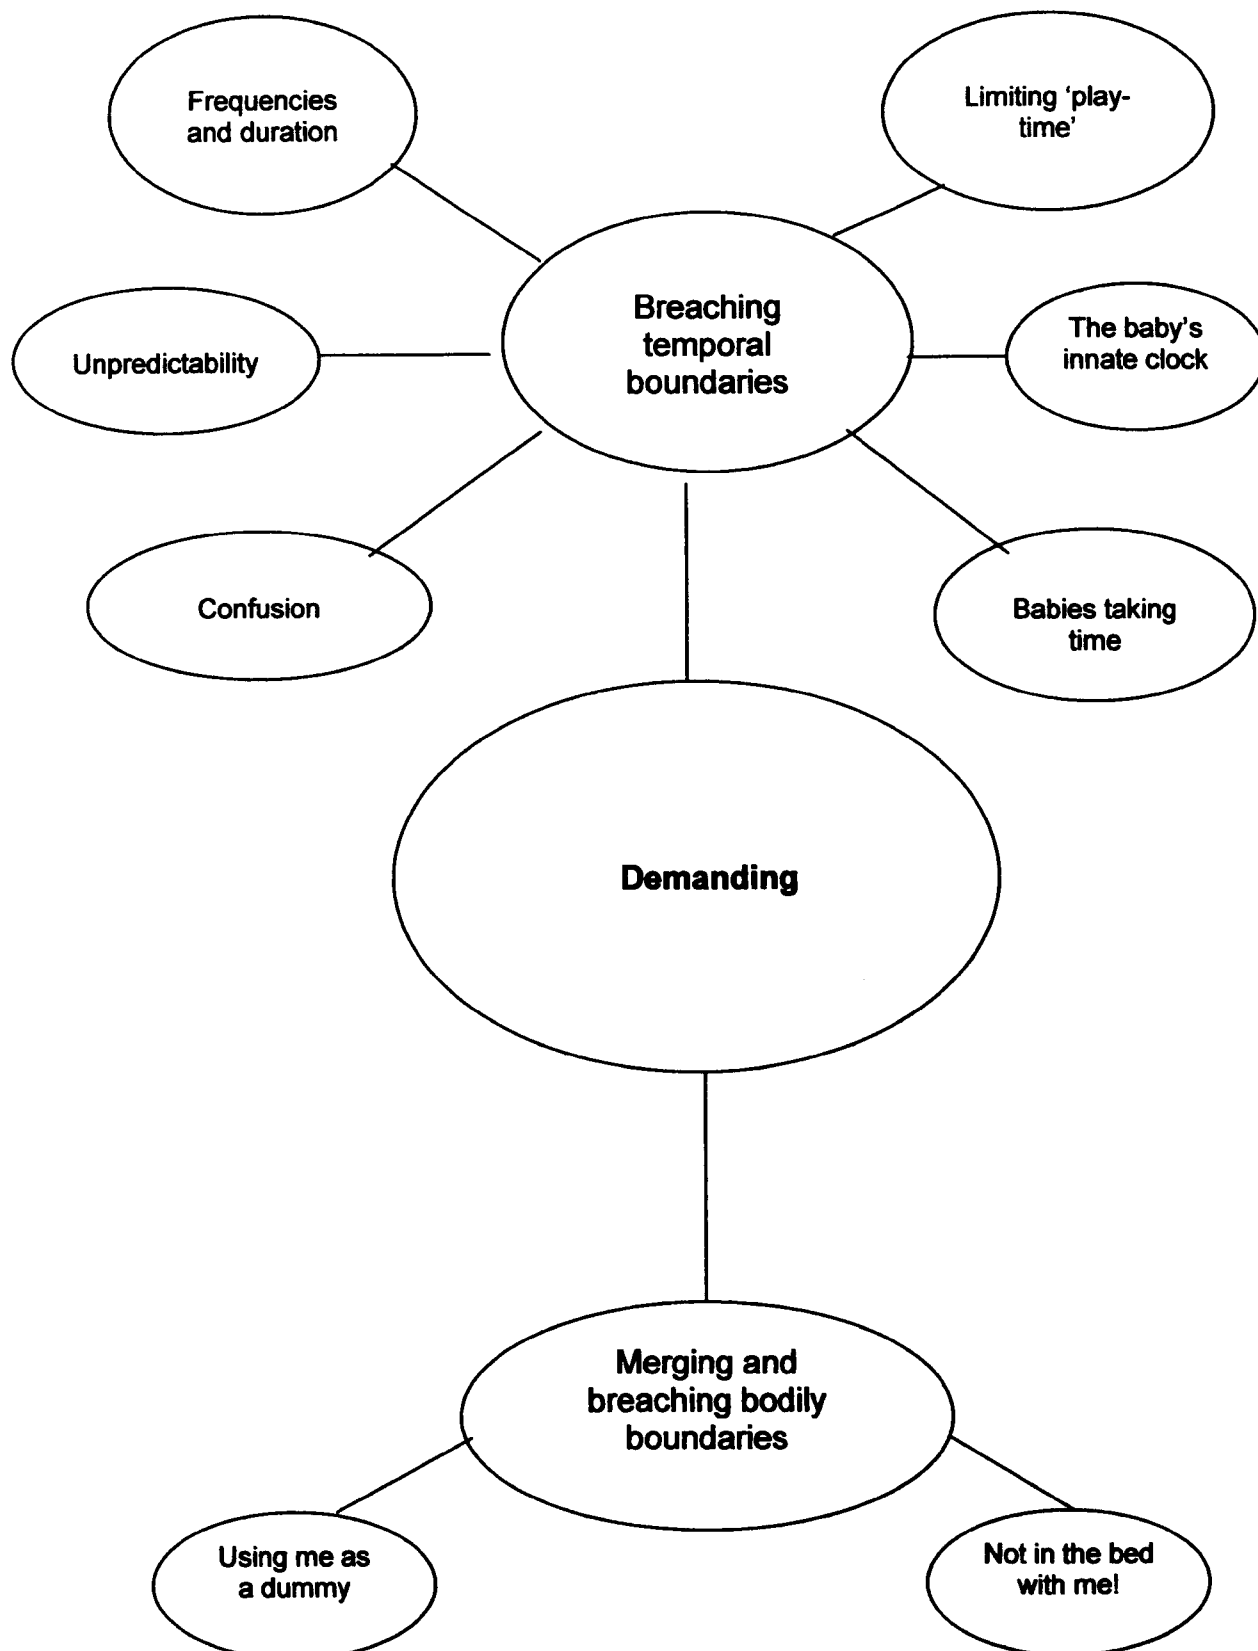 Frequencies
and duration
Limiting ‘play-
time’
Breaching
temporal
boundaries
Unpredictability
The baby’s
innate clock
Confusion
Babies taking
time
Demanding
Merging and
breaching bodily
boundaries
Using me as
a dummy
Not in the bed
with me!